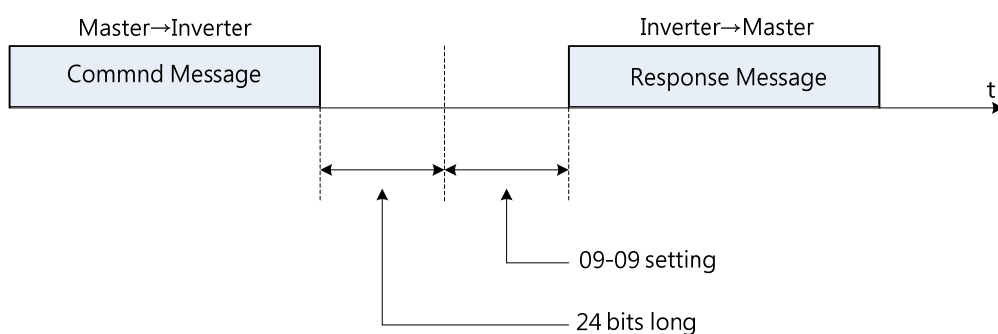 Master→Inverter
Inverter→Master
Commnd Message
Response Message
t
09-09 setting
24 bits long